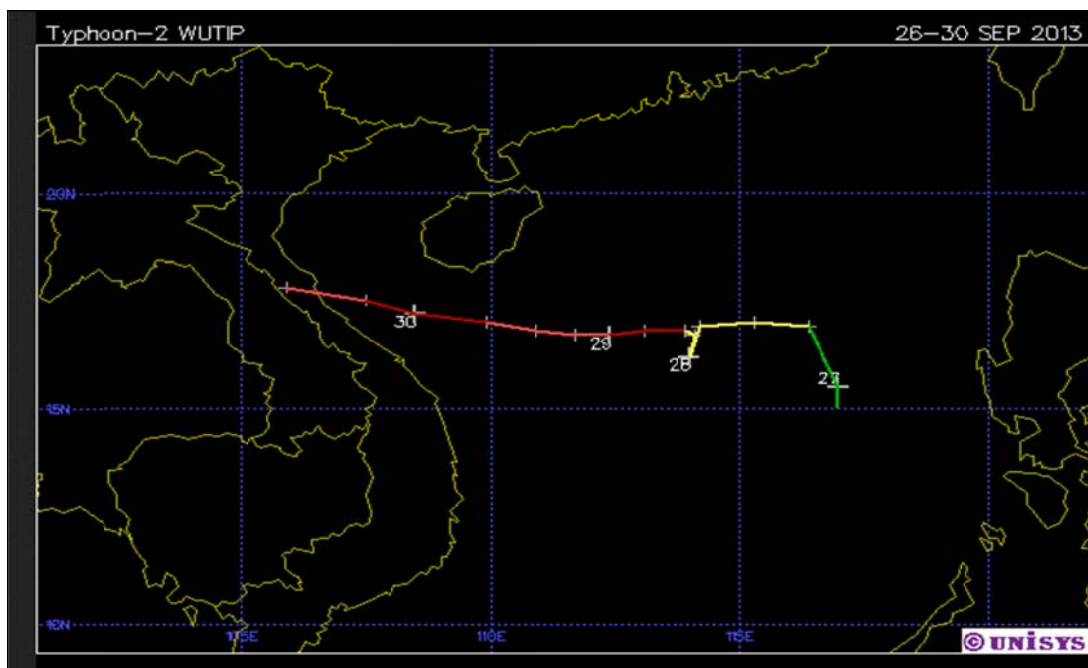 Typhoon-2 WUTIP 26-30 SEP 2013
20N
30
29
28
27
15N
10N
105E 110E 115E
© UNISYS